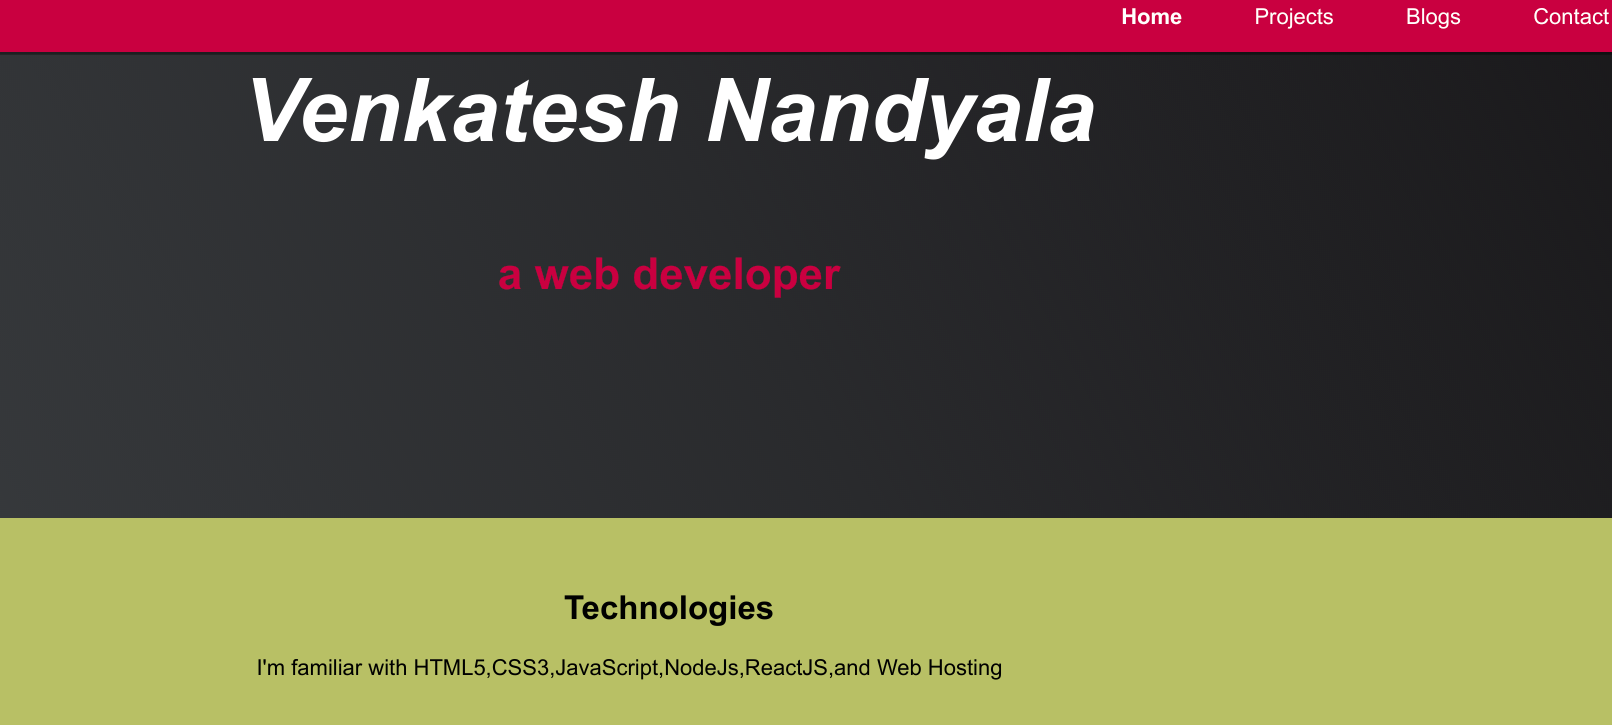 Home Projects Blogs Contact
Venkatesh Nandyala
a web developer
Technologies
I'm familiar with HTML5,CSS3,JavaScript,NodeJs,ReactJS,and Web Hosting